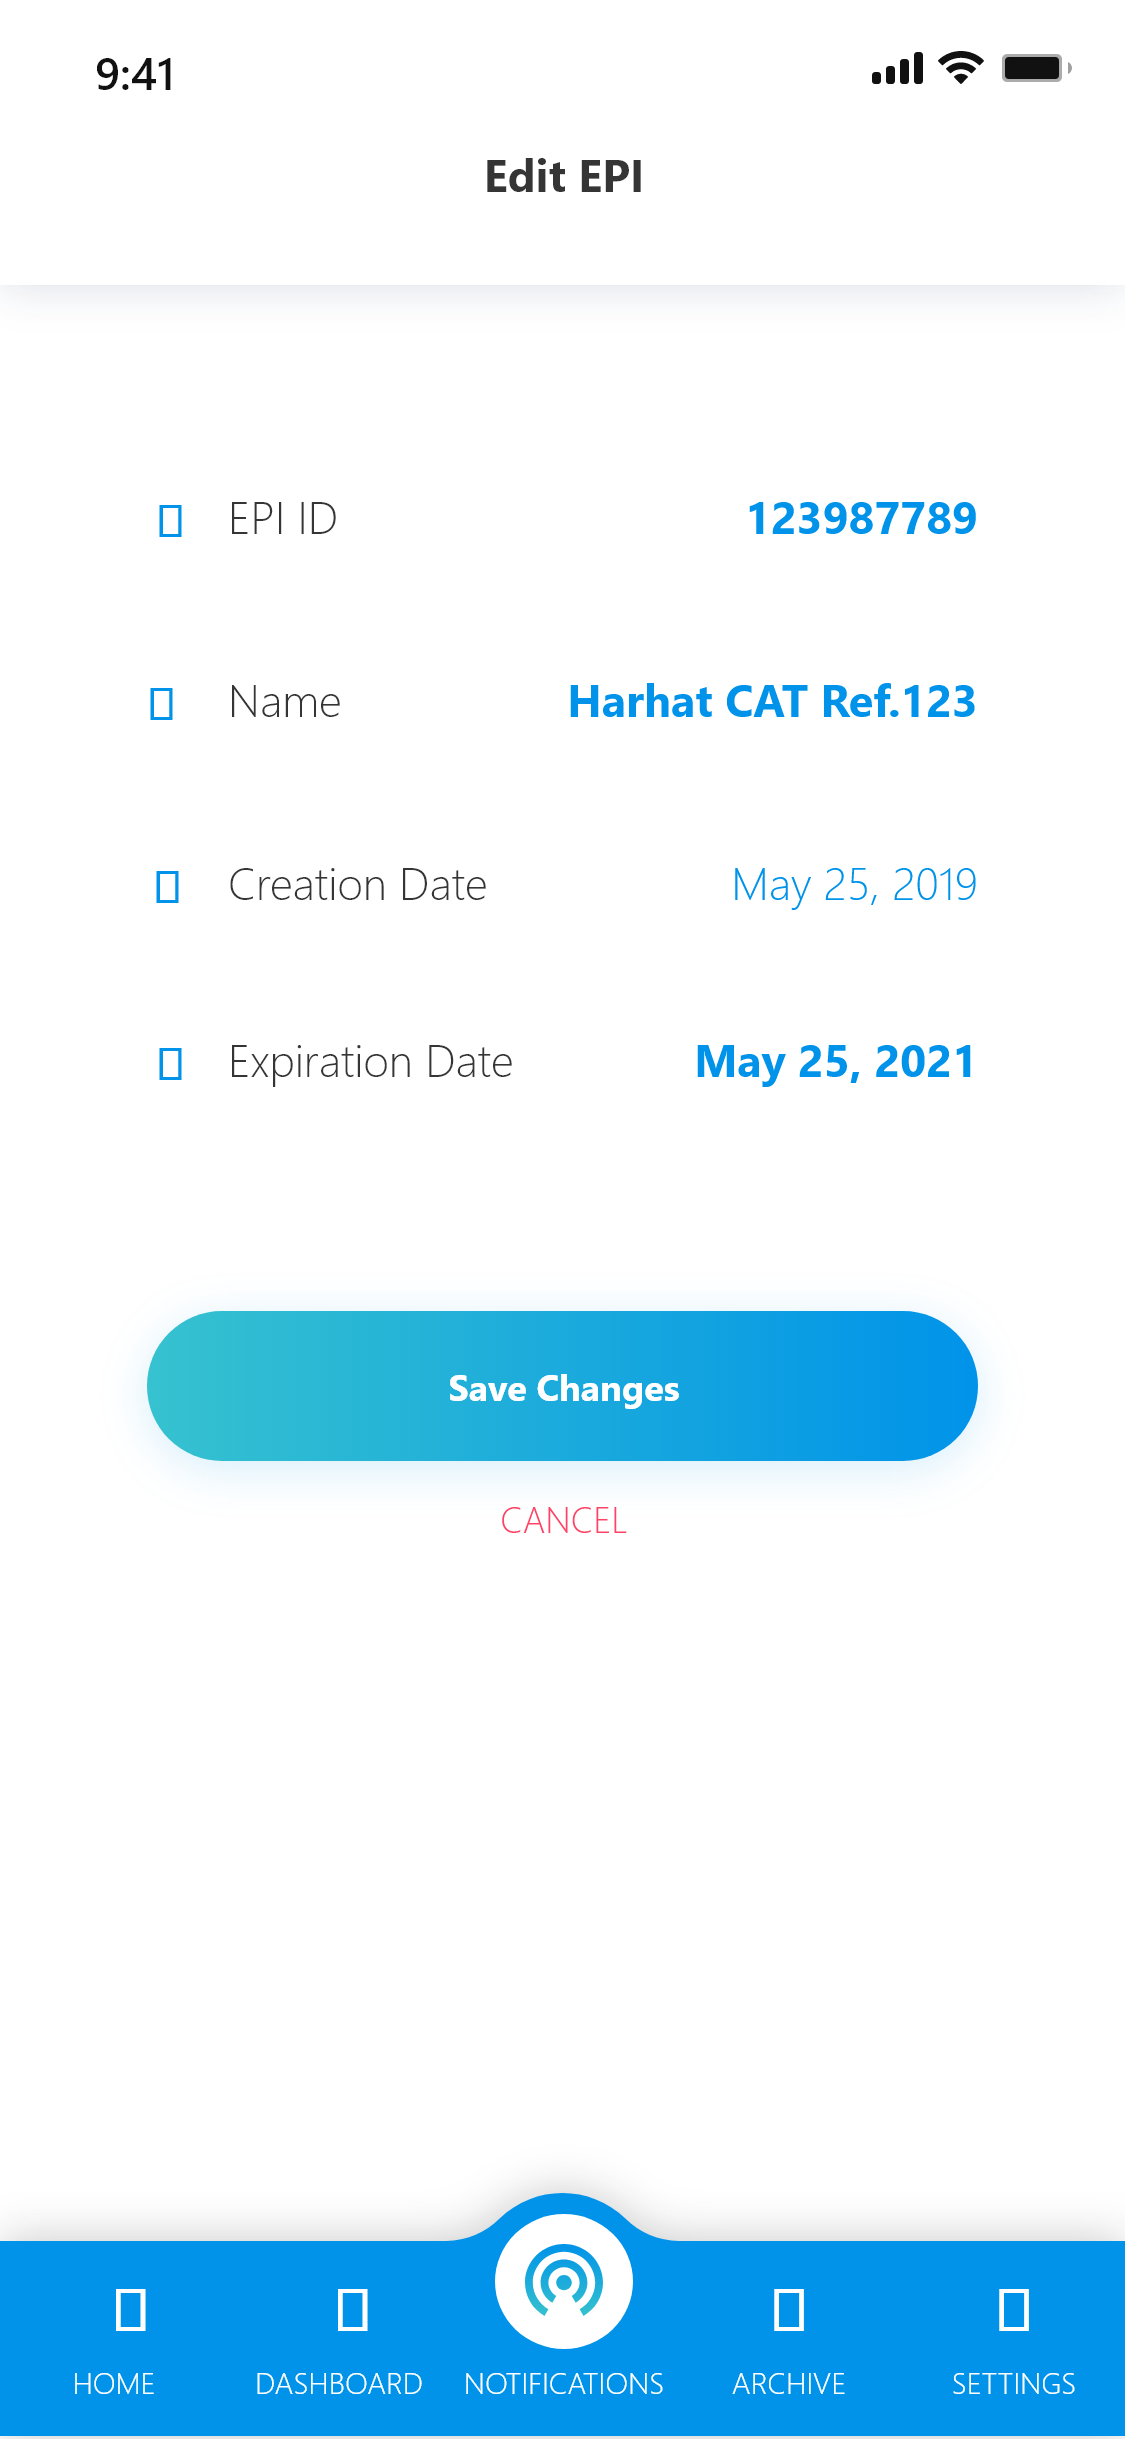 9:41
Edit EPI
EPI ID 123987789
Name Harhat CAT Ref.123
Creation Date May 25, 2019
Expiration Date May 25, 2021
Save Changes
CANCEL
HOME DASHBOARD NOTIFICATIONS ARCHIVE SETTINGS